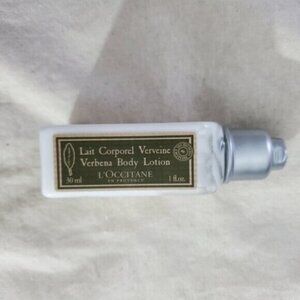 Lait Corporel Verveine
Verbena Body Lotion
L'OCCITANE
EN PROVENCE
30 ml
1 fl.oz.